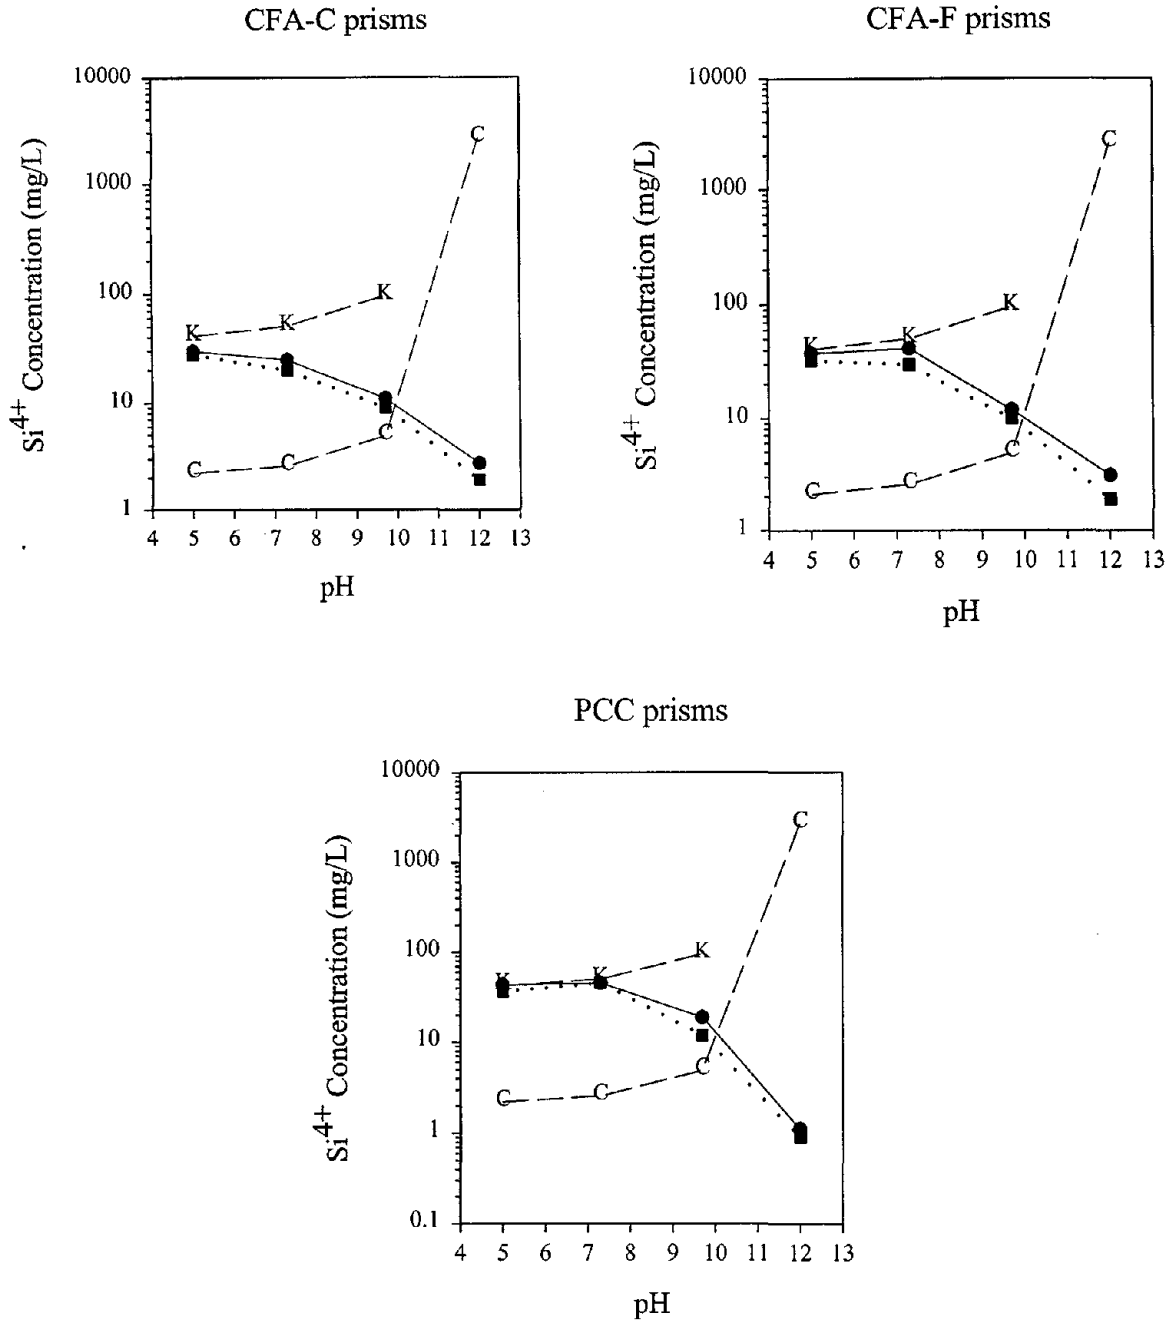 CFA-C prisms
10000
1000
100
10
1
Si4+ Concentration (mg/L)
K K K
C C C C
4 5 6 7 8 9 10 11 12 13
pH
CFA-F prisms
10000
1000
100
10
1
Si4+ Concentration (mg/L)
K K K
C C C C
4 5 6 7 8 9 10 11 12 13
pH
PCC prisms
10000
1000
100
10
1
0.1
Si4+ Concentration (mg/L)
K K K
C C C C
4 5 6 7 8 9 10 11 12 13
pH